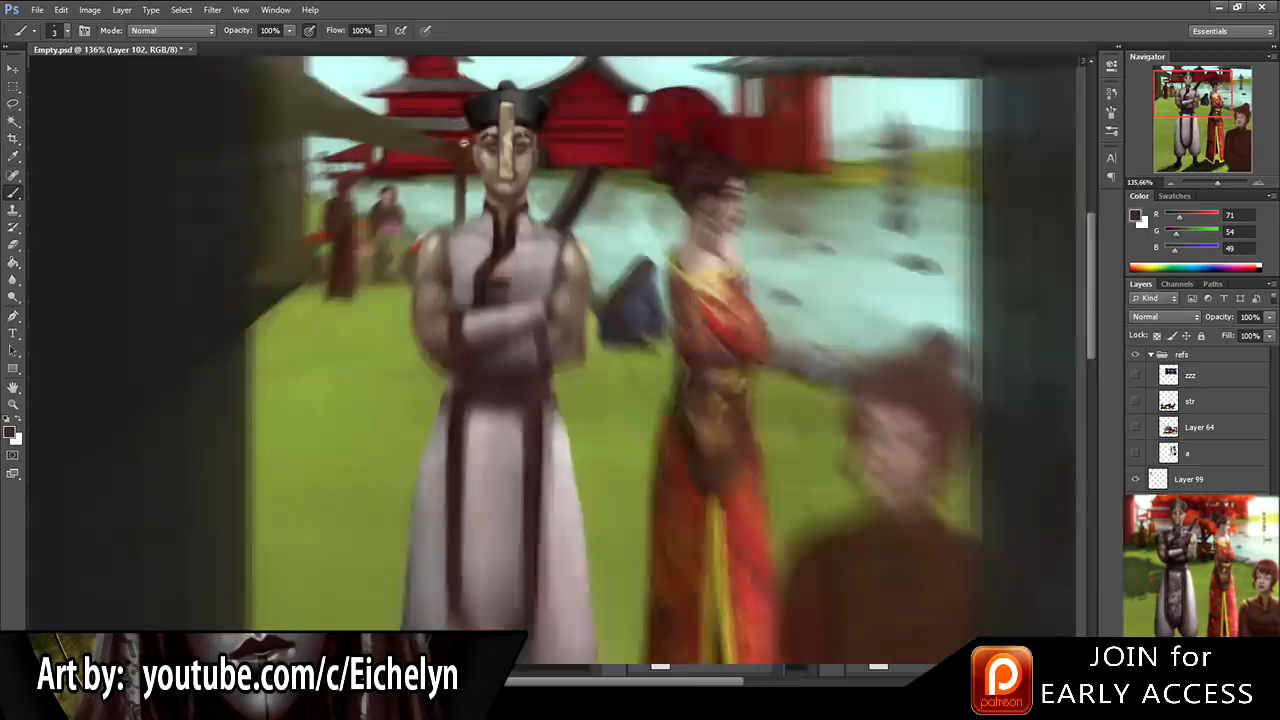 Ps File Edit Image Layer Type Select Filter 3D View Window Help
3 Mode: Normal Opacity: 100% Flow: 100% Essentials
Empty.psd @ 136% (Layer 102, RGB/8) * ×
Navigator
135,66%
Color Swatches
R 71
G 54
B 49
Layers Channels Paths
Kind
Normal Opacity: 100%
Lock: Fill: 100%
refs
zzz
str
Layer 64
a
Layer 99
Art by: youtube.com/c/Eichelyn
JOIN for
EARLY ACCESS
patreon